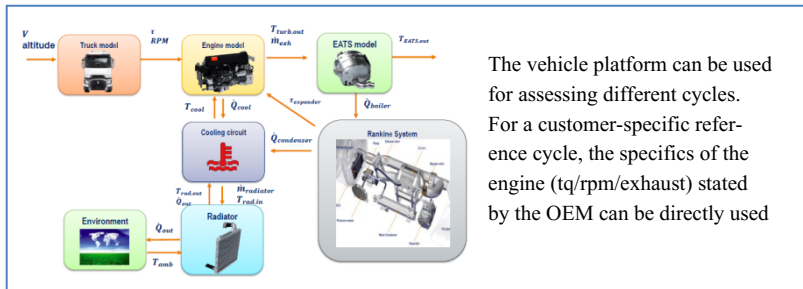 V
altitude
Truck model
τ
RPM
Engine model
T_turb,out
ṁ_exh
EATS model
T_EATS,out
T_cool
Q̇_cool
τ_expander
Q̇_boiler
Cooling circuit
Q̇_condenser
Rankine System
T_rad,out
Q̇_out
ṁ_radiator
T_rad,in
Environment
Q̇_out
T_amb
Radiator
The vehicle platform can be used
for assessing different cycles.
For a customer-specific refer-
ence cycle, the specifics of the
engine (tq/rpm/exhaust) stated
by the OEM can be directly used